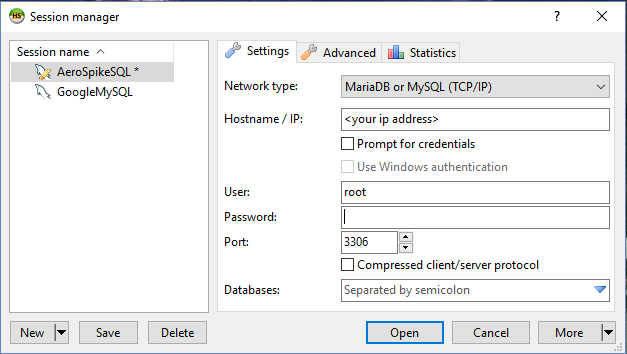 HS
Session manager
?
Session name
AeroSpikeSQL *
GoogleMySQL
Settings
Advanced
Statistics
Network type:
MariaDB or MySQL (TCP/IP)
Hostname / IP:
<your ip address>
Prompt for credentials
Use Windows authentication
User:
root
Password:
Port:
3306
Compressed client/server protocol
Databases:
Separated by semicolon
New
Save
Delete
Open
Cancel
More